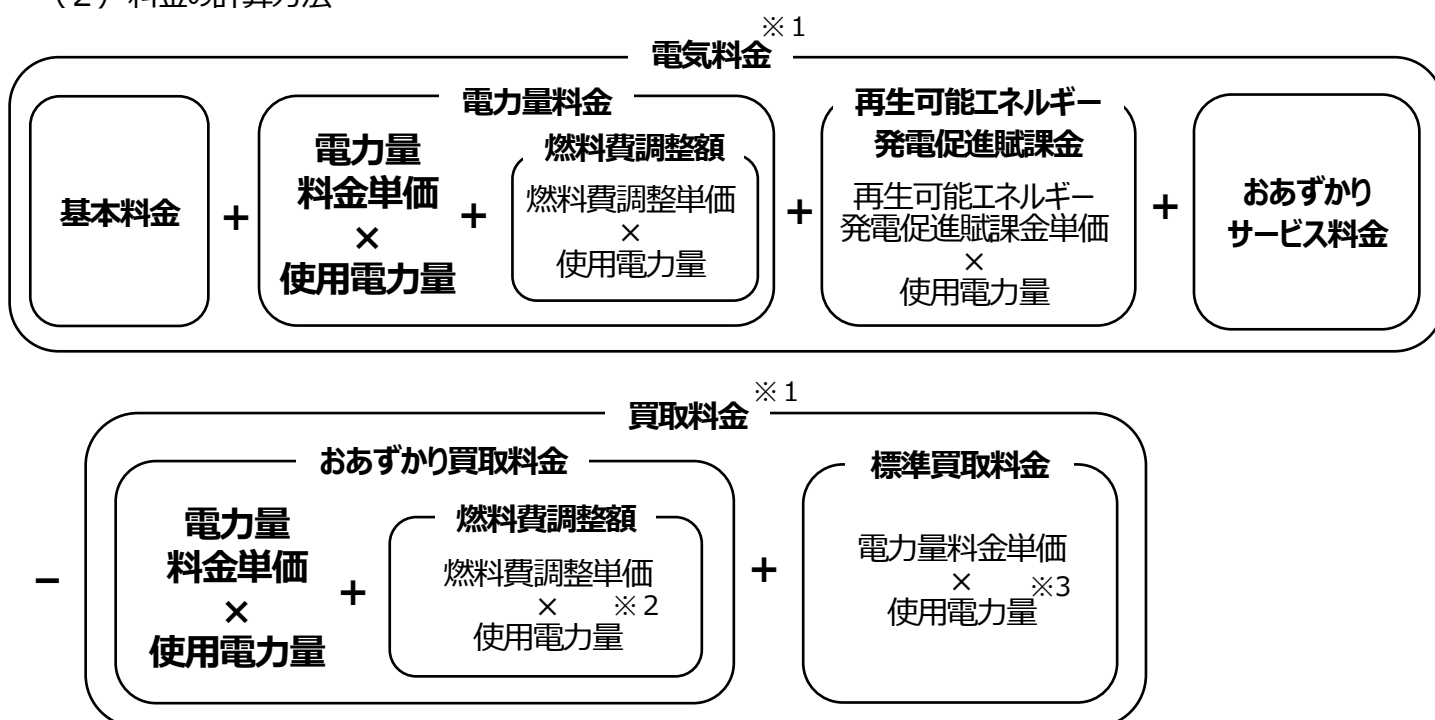 （２）料金の計算方法
※１
電気料金
基本料金
+
電力量料金
電力量
料金単価
×
使用電力量
+
燃料費調整額
燃料費調整単価
×
使用電力量
+
再生可能エネルギー
発電促進賦課金
再生可能エネルギー
発電促進賦課金単価
×
使用電力量
+
おあずかり
サービス料金
−
※１
買取料金
おあずかり買取料金
電力量
料金単価
×
使用電力量
+
燃料費調整額
燃料費調整単価
× ※２
使用電力量
+
標準買取料金
電力量料金単価
× ※3
使用電力量